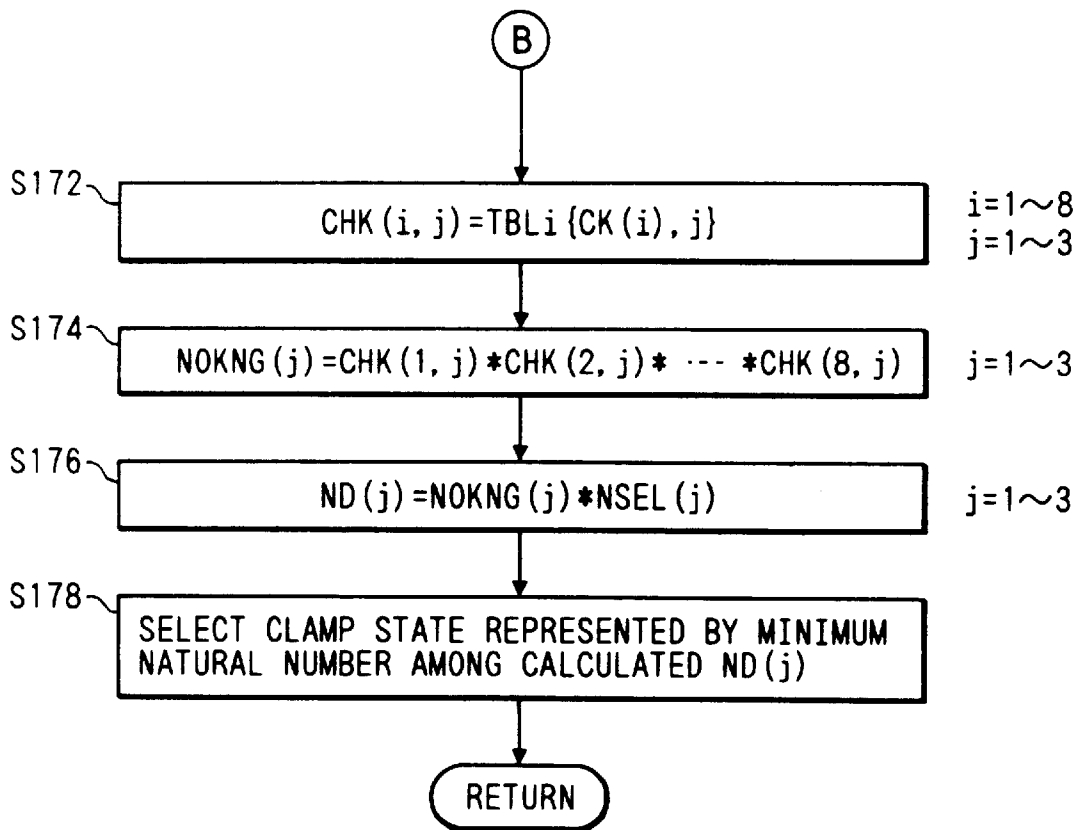 B
S172
CHK(i,j)=TBLi{CK(i),j}
i=1~8
j=1~3
S174
NOKNG(j)=CHK(1,j)*CHK(2,j)* --- *CHK(8,j)
j=1~3
S176
ND(j)=NOKNG(j)*NSEL(j)
j=1~3
S178
SELECT CLAMP STATE REPRESENTED BY MINIMUM
NATURAL NUMBER AMONG CALCULATED ND(j)
RETURN